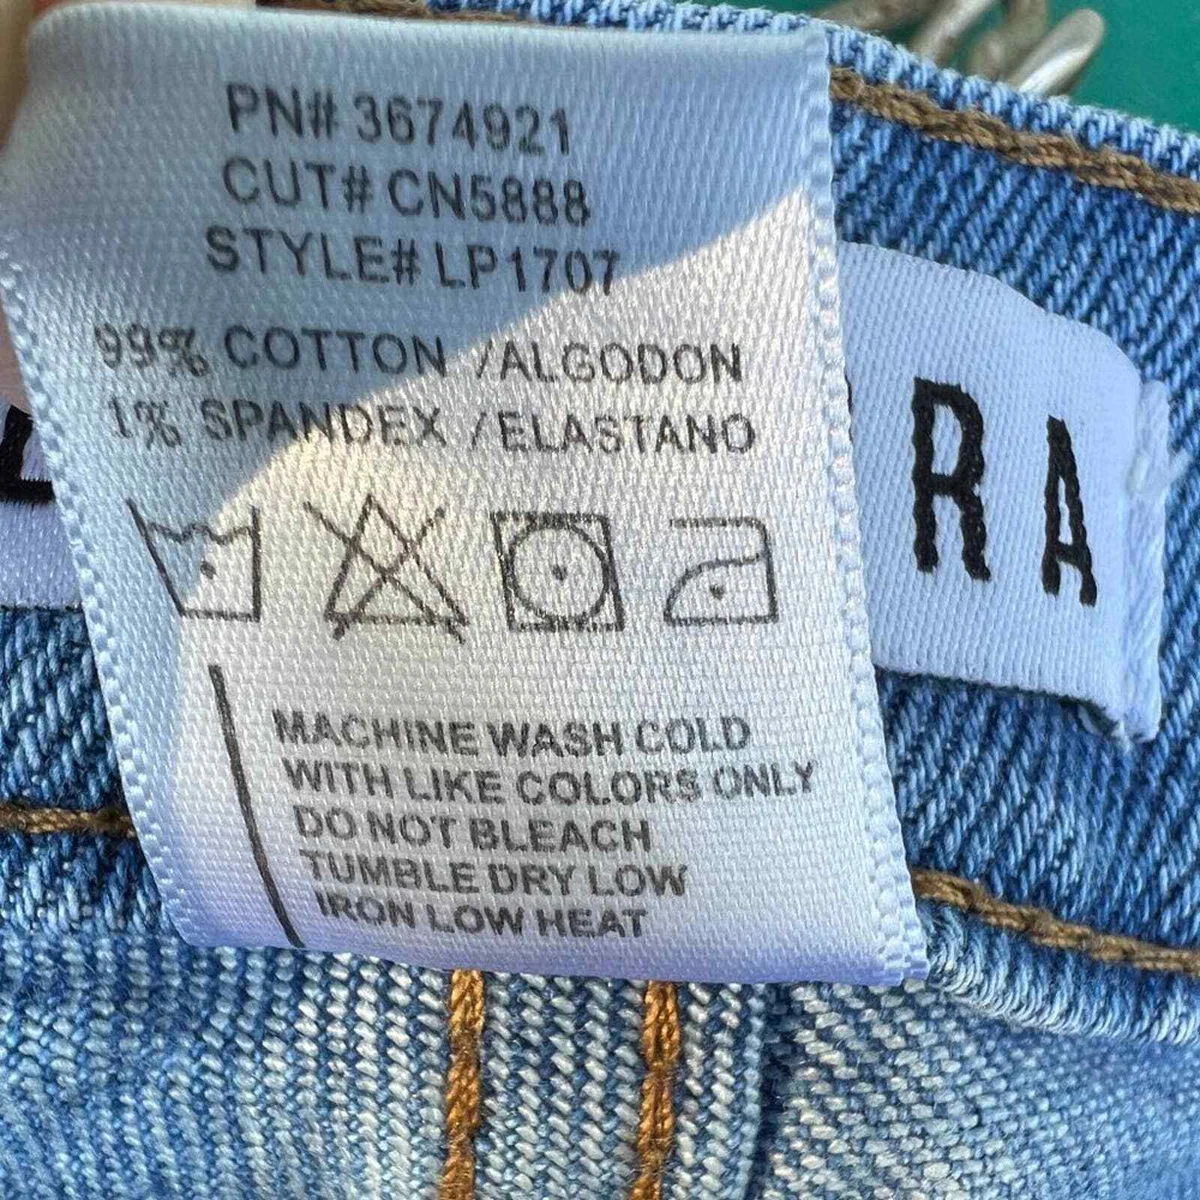 PN# 3674921
CUT# CN5888
STYLE# LP1707
99% COTTON /ALGODON
1% SPANDEX /ELASTANO
MACHINE WASH COLD
WITH LIKE COLORS ONLY
DO NOT BLEACH
TUMBLE DRY LOW
IRON LOW HEAT
RA